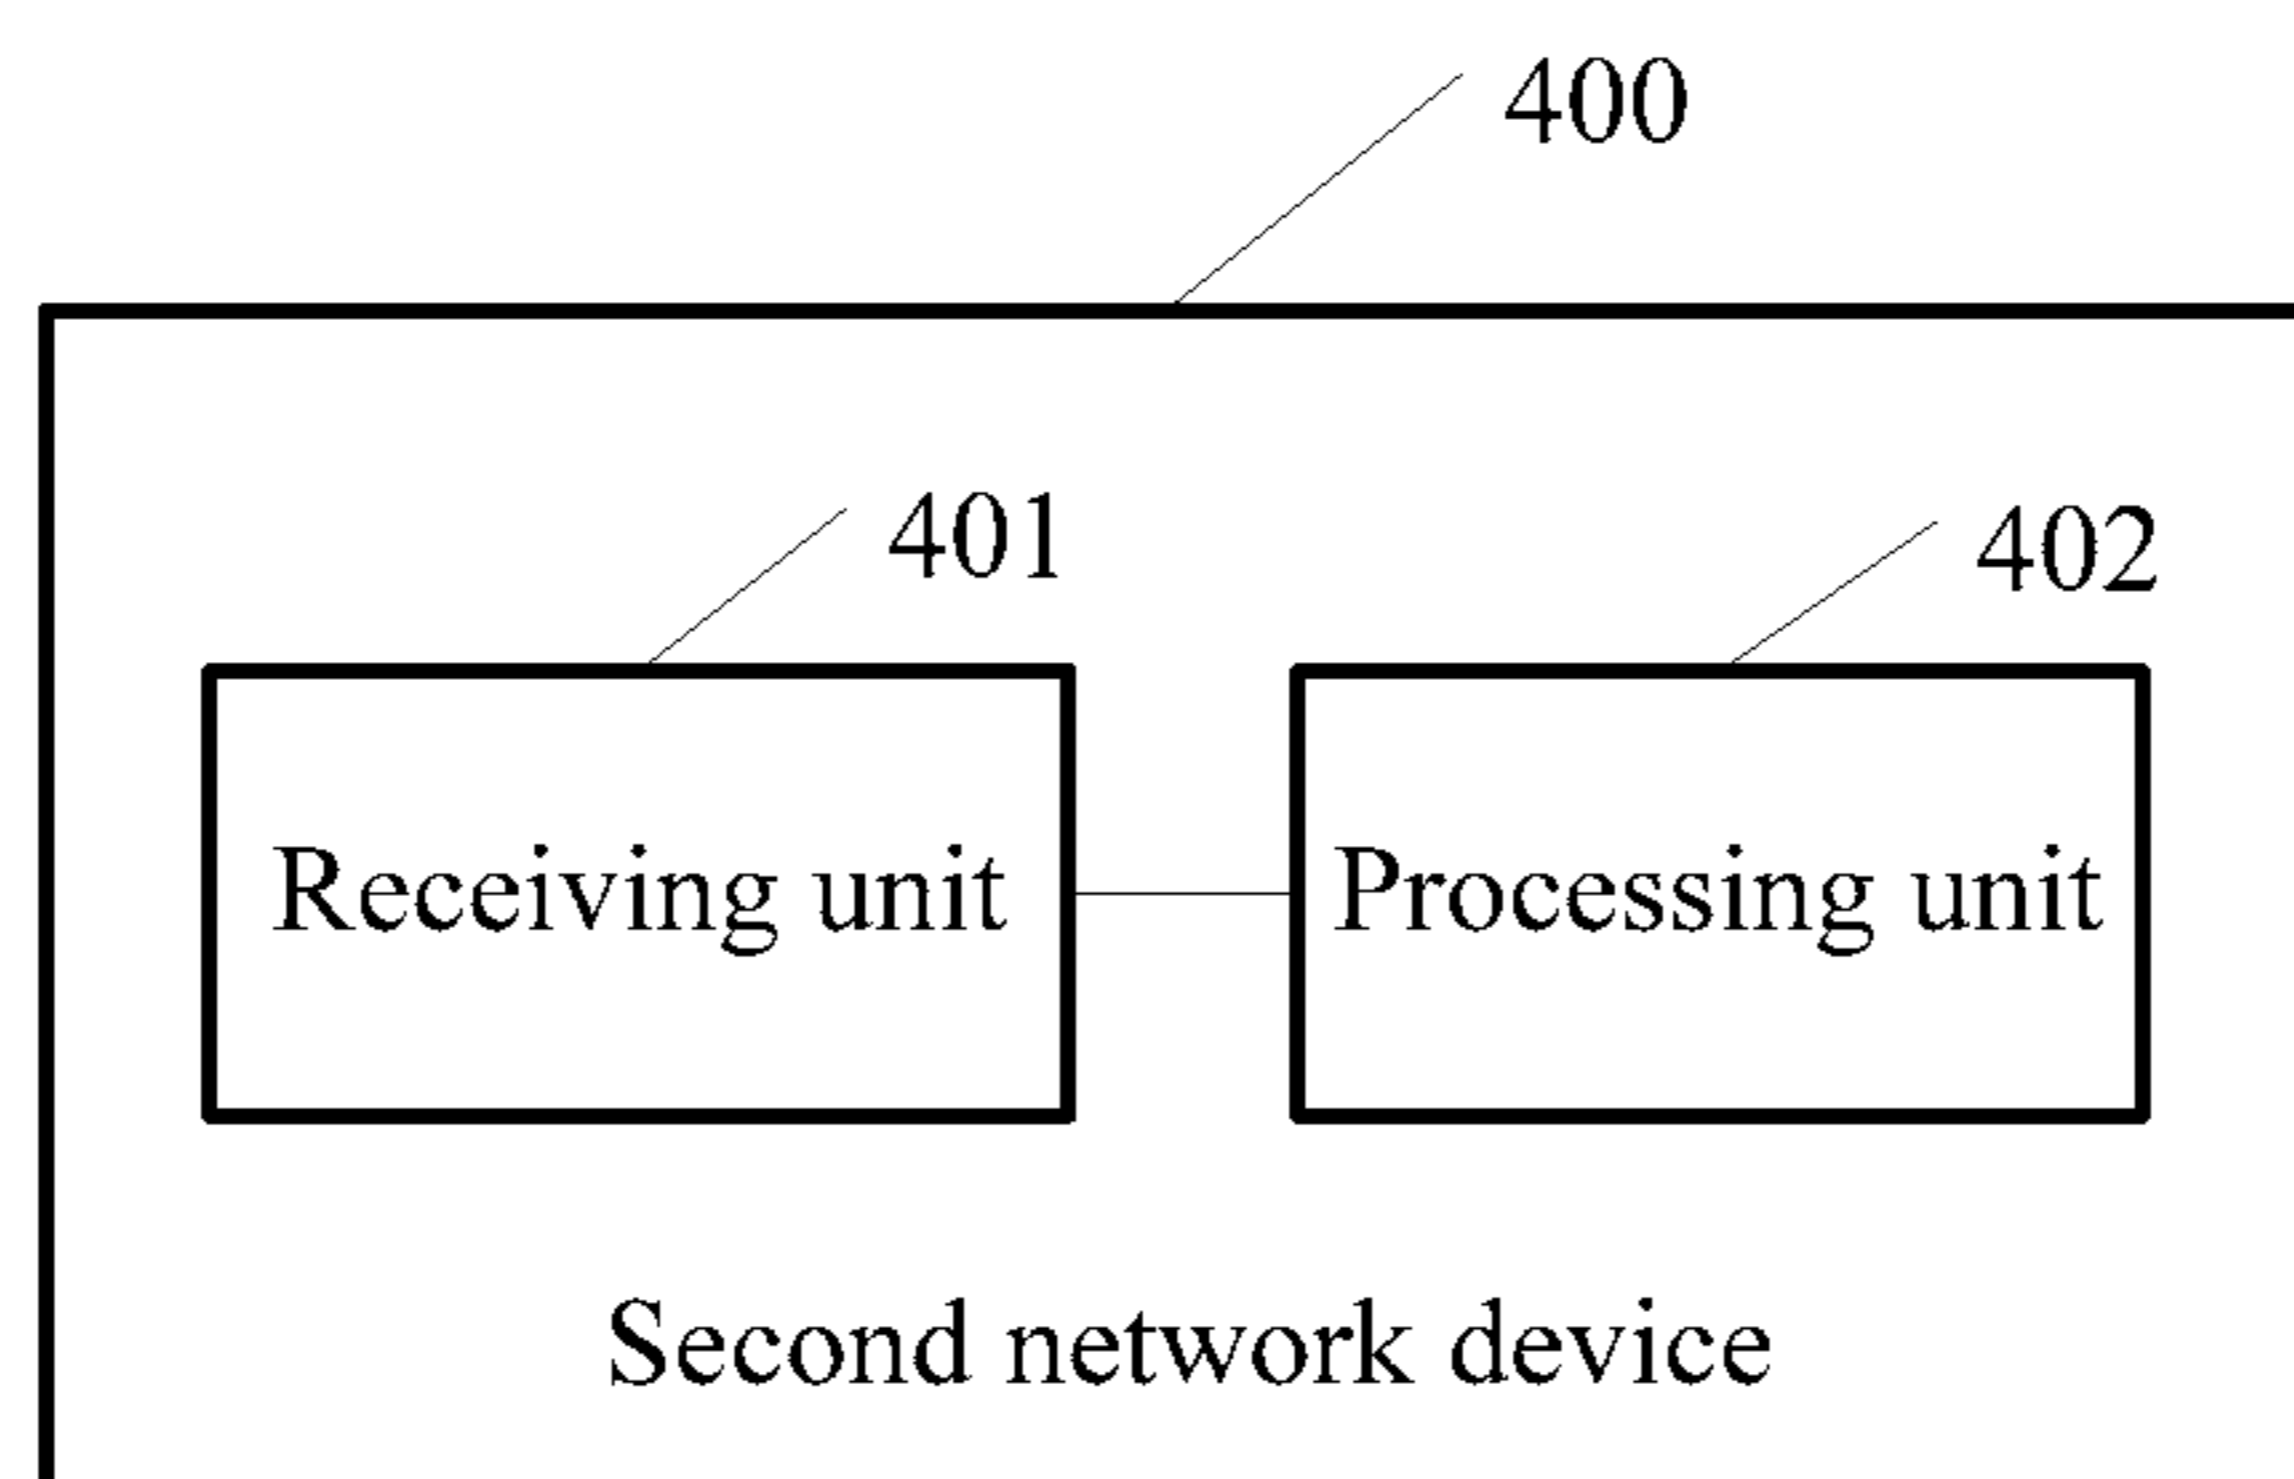 400
401
402
Receiving unit
Processing unit
Second network device